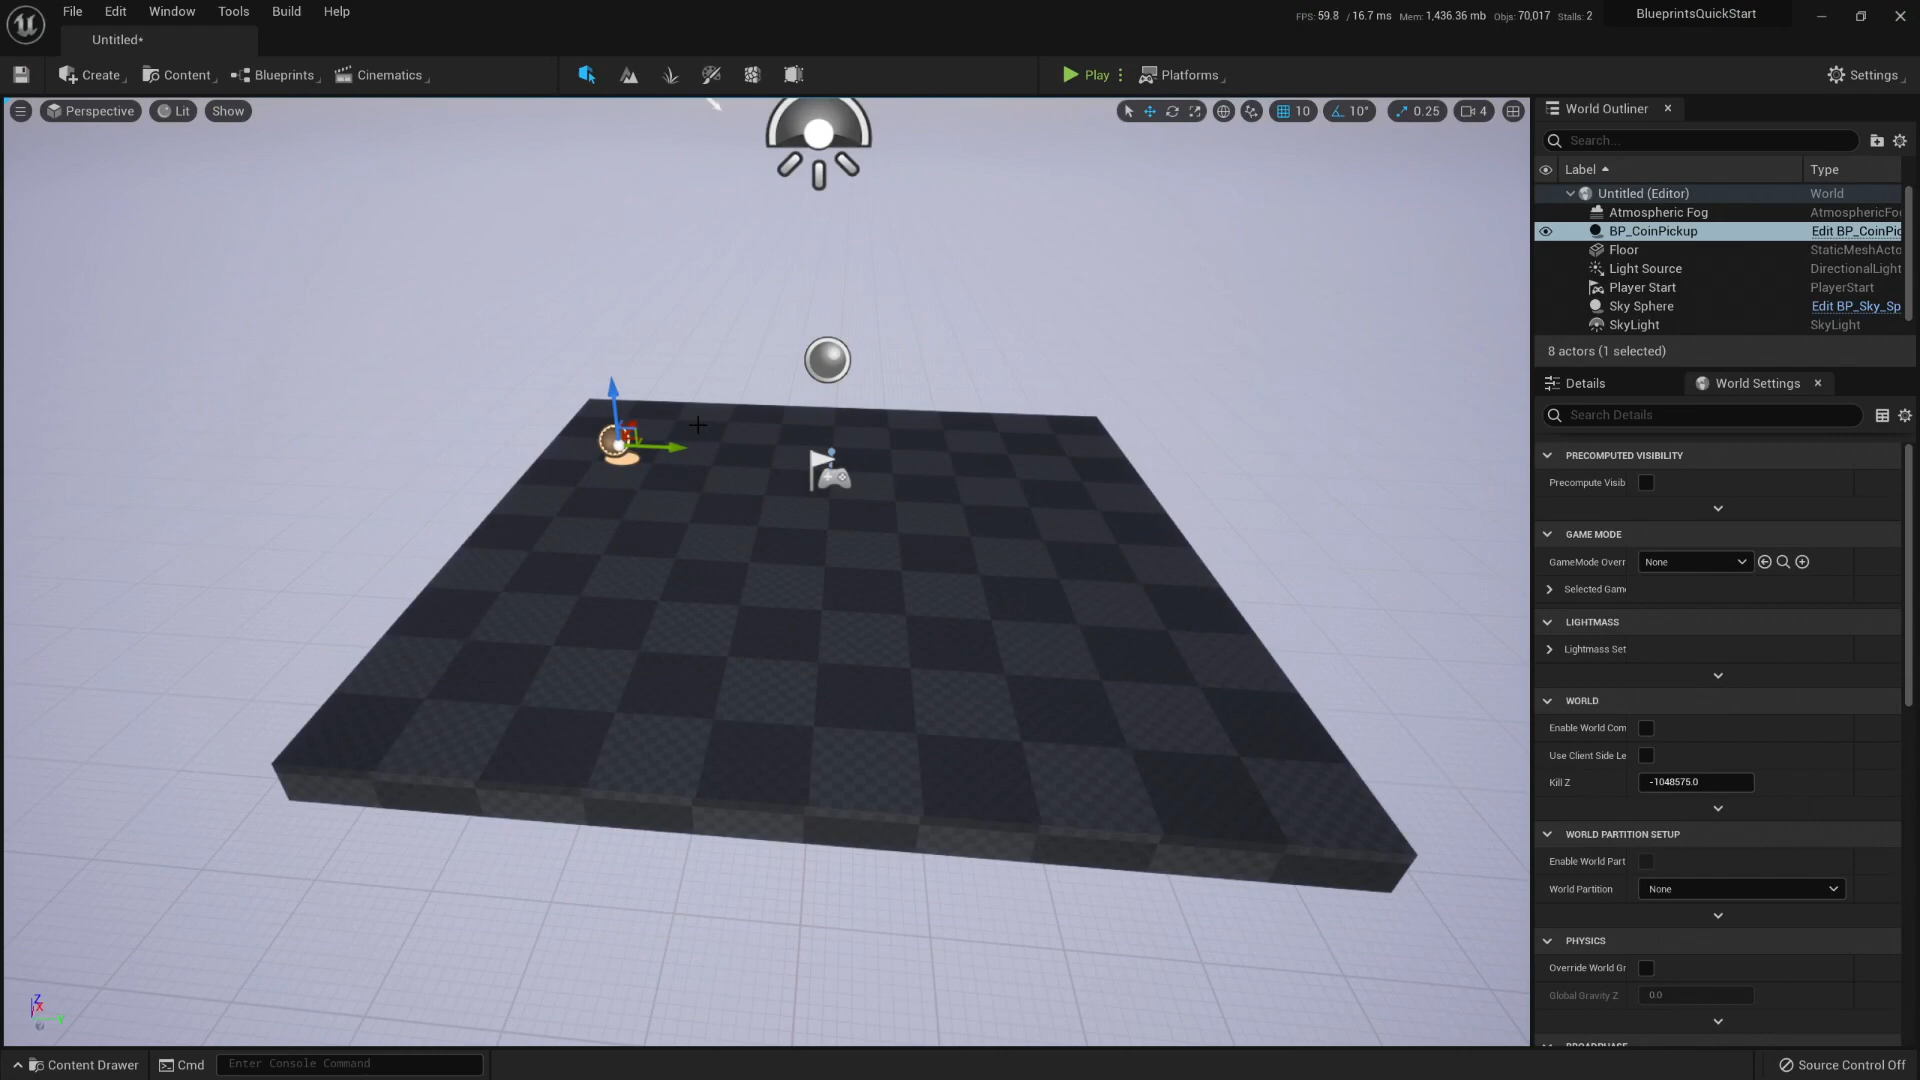 File Edit Window Tools Build Help
FPS: 59.8 / 16.7 ms Mem: 1,436.36 mb Objs: 70,017 Stalls: 2
BlueprintsQuickStart
Untitled*
Create Content Blueprints Cinematics
Play Platforms
Settings
Perspective Lit Show
10 10° 0.25 4
World Outliner
Search...
Label Type
Untitled (Editor) World
Atmospheric Fog AtmosphericFo
BP_CoinPickup Edit BP_CoinPic
Floor StaticMeshActo
Light Source DirectionalLight
Player Start PlayerStart
Sky Sphere Edit BP_Sky_Sp
SkyLight SkyLight
8 actors (1 selected)
Details World Settings
Search Details
PRECOMPUTED VISIBILITY
Precompute Visib
GAME MODE
GameMode Overr None
Selected Game
LIGHTMASS
Lightmass Set
WORLD
Enable World Com
Use Client Side Le
Kill Z -1048575.0
WORLD PARTITION SETUP
Enable World Part
World Partition None
PHYSICS
Override World Gr
Global Gravity Z 0.0
Z
X
Y
Content Drawer Cmd Enter Console Command
Source Control Off